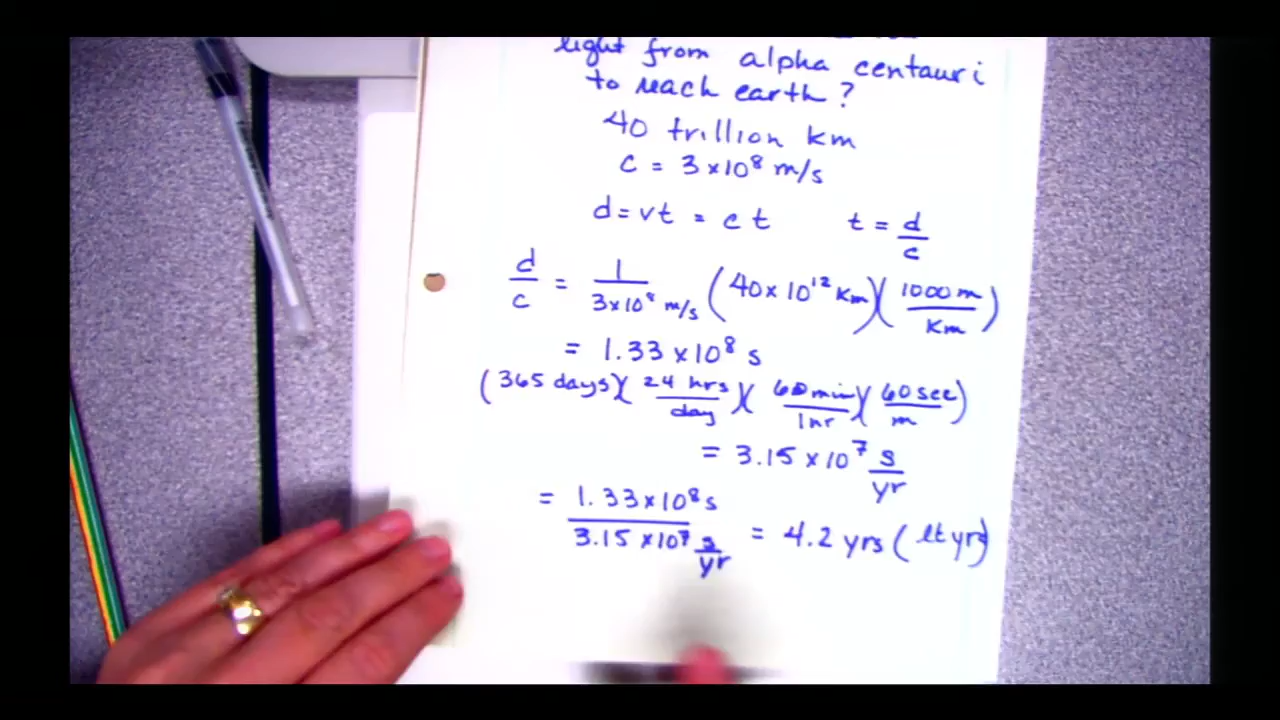 light from alpha centauri
to reach earth?
40 trillion km
c = 3×10⁸ m/s
d = vt = ct t = d/c
d/c = 1/(3×10⁸ m/s) (40×10¹² Km)(1000 m/Km)
= 1.33 ×10⁸ s
(365 days)(24 hrs/day)(60 min/1 hr)(60 sec/m)
= 3.15 ×10⁷ s/yr
= 1.33×10⁸ s / 3.15 ×10⁷ s/yr = 4.2 yrs (lt yrs)